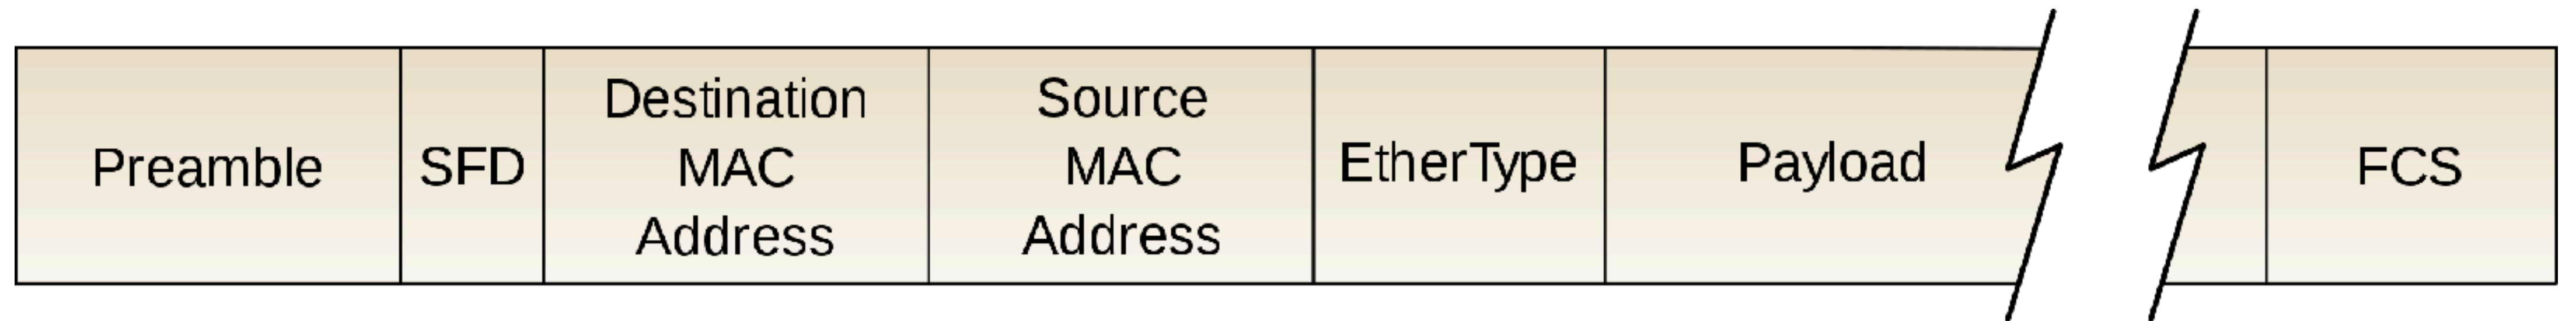 Preamble
SFD
Destination
MAC
Address
Source
MAC
Address
EtherType
Payload
FCS